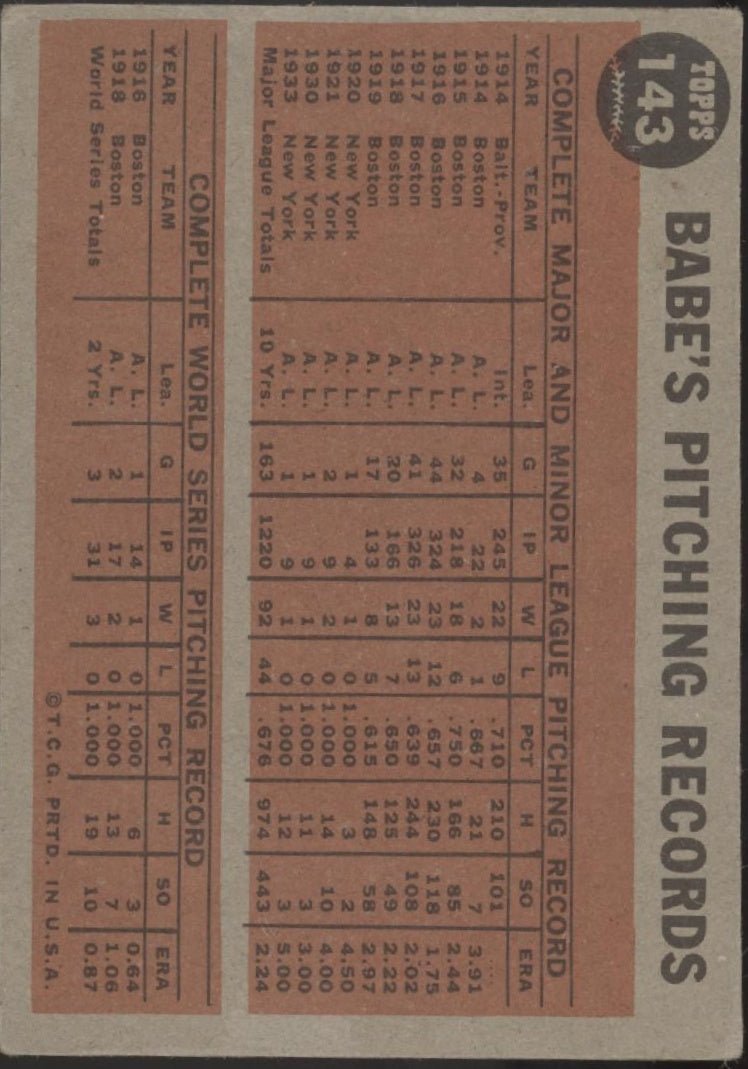 TOPPS
143
BABE'S PITCHING RECORDS
COMPLETE MAJOR AND MINOR LEAGUE PITCHING RECORD
YEAR TEAM Lea. G IP W L PCT H SO ERA
1914 Balt.-Prov. Int. 35 245 22 9 .710 210 101 ....
1914 Boston A. L. 4 22 2 1 .667 21 7 3.91
1915 Boston A. L. 32 218 18 6 .750 166 85 2.44
1916 Boston A. L. 44 324 23 12 .657 230 118 1.75
1917 Boston A. L. 41 326 23 13 .639 244 108 2.02
1918 Boston A. L. 20 166 13 7 .650 125 49 2.22
1919 Boston A. L. 17 133 8 5 .615 148 58 2.97
1920 New York A. L. 1 4 1 0 1.000 3 2 4.50
1921 New York A. L. 2 9 2 0 1.000 14 10 4.00
1930 New York A. L. 1 9 1 0 1.000 11 3 3.00
1933 New York A. L. 1 9 1 0 1.000 12 3 5.00
Major League Totals 10 Yrs. 163 1220 92 44 .676 974 443 2.24
COMPLETE WORLD SERIES PITCHING RECORD
YEAR TEAM Lea. G IP W L PCT H SO ERA
1916 Boston A. L. 1 14 1 0 1.000 6 3 0.64
1918 Boston A. L. 2 17 2 0 1.000 13 7 1.06
World Series Totals 2 Yrs. 3 31 3 0 1.000 19 10 0.87
© T.C.G. PRTD. IN U.S.A.